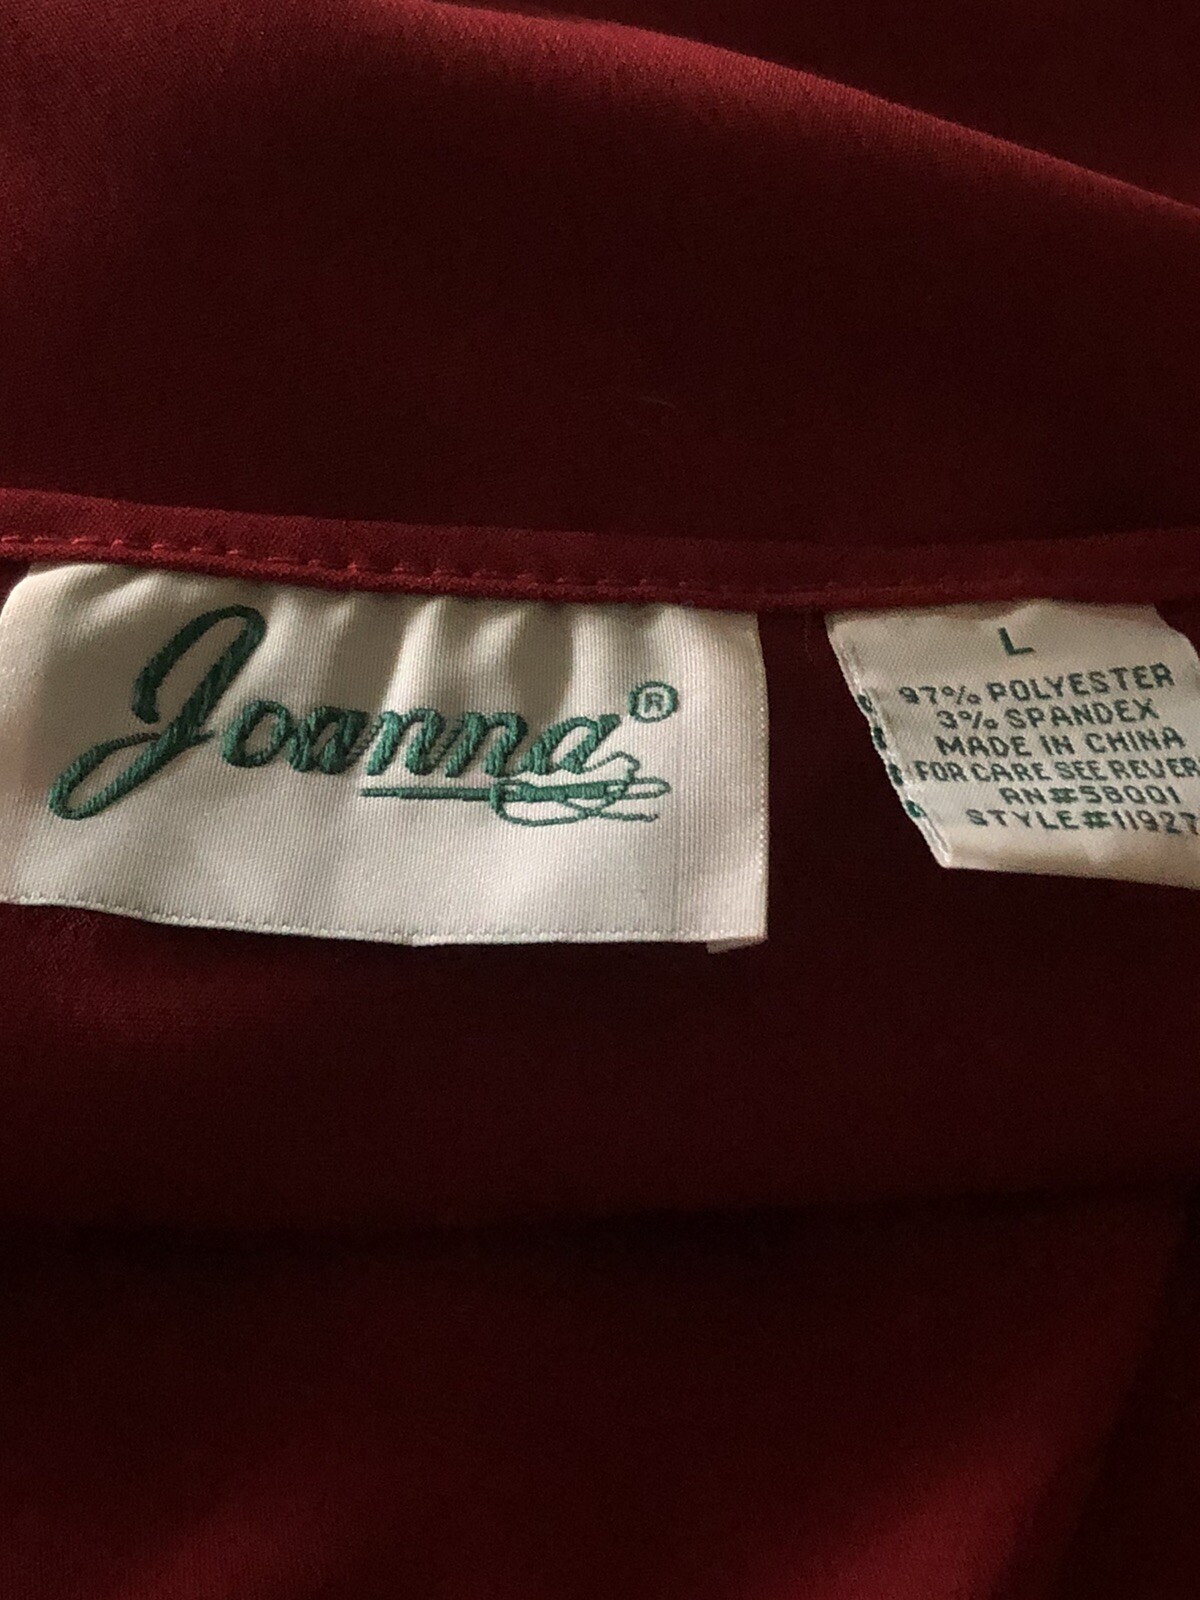 Joanna®
L
97% POLYESTER
3% SPANDEX
MADE IN CHINA
FOR CARE SEE REVER
RN#58001
STYLE#11927